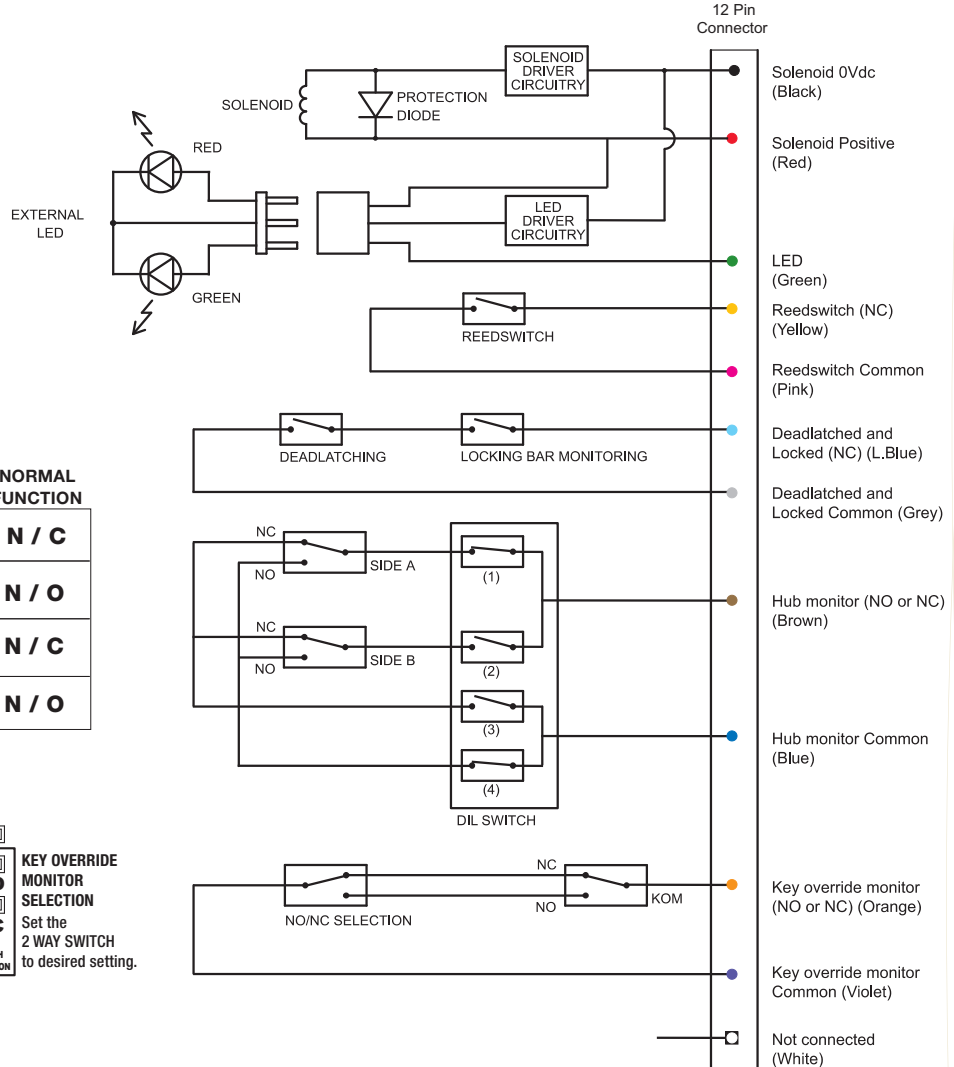 12 Pin
Connector
SOLENOID
DRIVER
CIRCUITRY
Solenoid 0Vdc
(Black)
SOLENOID
PROTECTION
DIODE
Solenoid Positive
(Red)
RED
EXTERNAL
LED
LED
DRIVER
CIRCUITRY
LED
(Green)
GREEN
Reedswitch (NC)
(Yellow)
REEDSWITCH
Reedswitch Common
(Pink)
Deadlatched and
Locked (NC) (L.Blue)
DEADLATCHING
LOCKING BAR MONITORING
Deadlatched and
Locked Common (Grey)
NORMAL
N / C
N / O
N / C
N / O
NC
NO
SIDE A
(1)
Hub monitor (NO or NC)
(Brown)
NC
NO
SIDE B
(2)
(3)
Hub monitor Common
(Blue)
(4)
DIL SWITCH
KEY OVERRIDE
MONITOR
SELECTION
Set the
2 WAY SWITCH
to desired setting.
NC
NO
KOM
NO/NC SELECTION
Key override monitor
(NO or NC) (Orange)
Key override monitor
Common (Violet)
Not connected
(White)